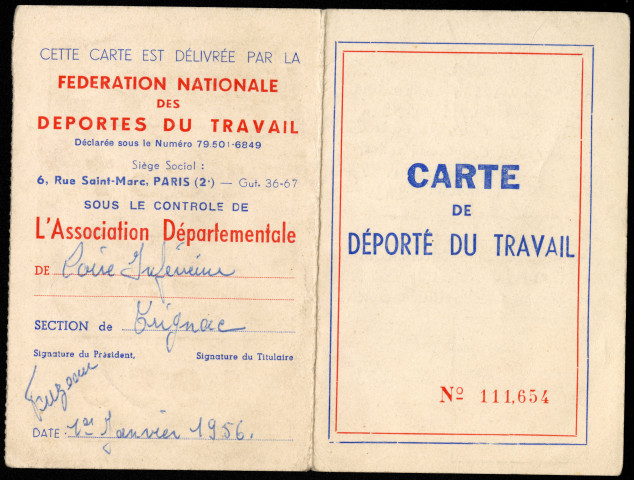 CETTE CARTE EST DÉLIVRÉE PAR LA
FEDERATION NATIONALE
DES
DEPORTES DU TRAVAIL
Déclarée sous le Numéro 79.501-6849
Siège Social :
6, Rue Saint-Marc, PARIS (2ᵉ) — Gut. 36-67
SOUS LE CONTROLE DE
L'Association Départementale
DE Loire Inférieure
SECTION de Trignac
Signature du Président, Signature du Titulaire
DATE : 1er Janvier 1956.
CARTE
DE
DÉPORTÉ DU TRAVAIL
Nº 111,654